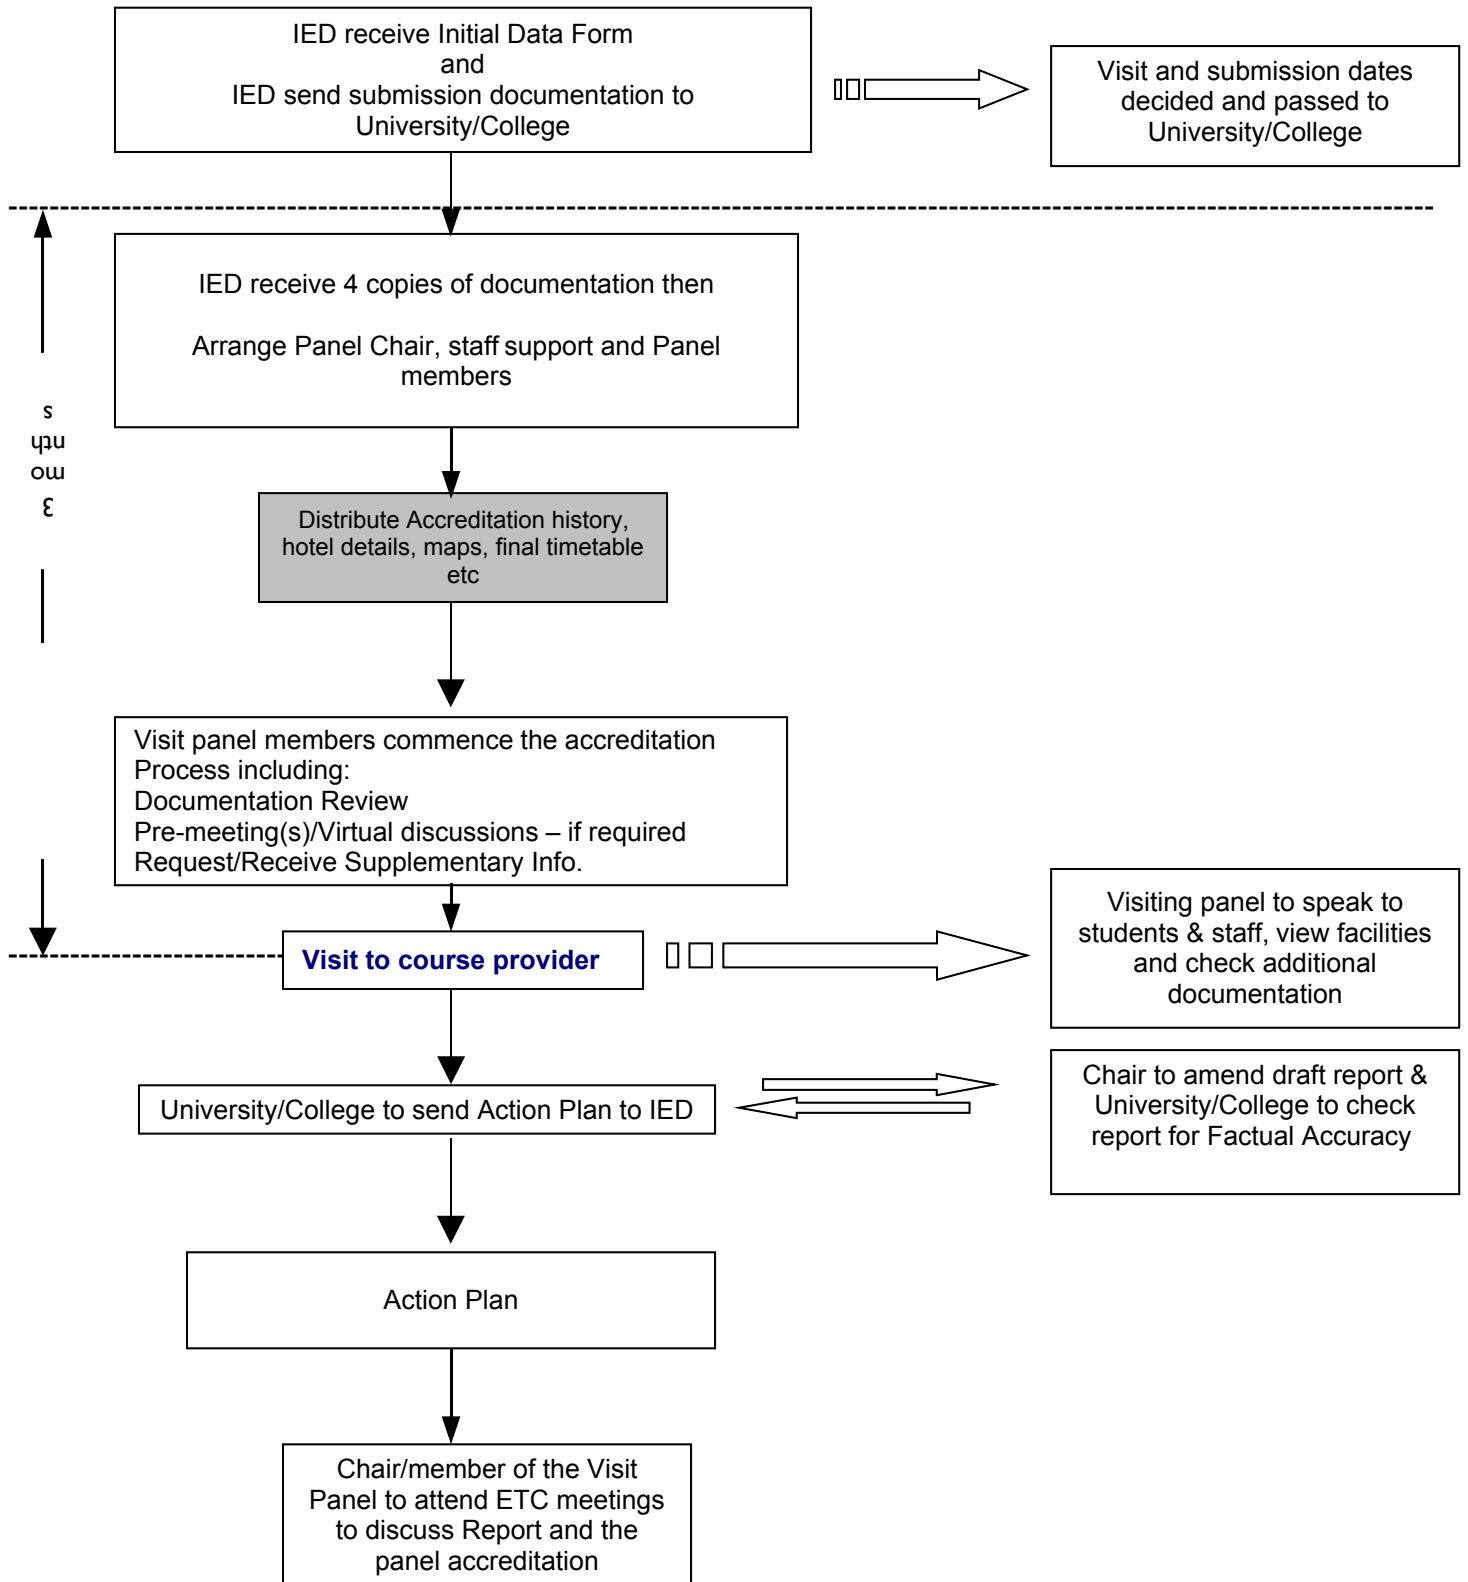 IED receive Initial Data Form
and
IED send submission documentation to
University/College
Visit and submission dates
decided and passed to
University/College
IED receive 4 copies of documentation then
Arrange Panel Chair, staff support and Panel
members
3
mo
nth
s
Distribute Accreditation history,
hotel details, maps, final timetable
etc
Visit panel members commence the accreditation
Process including:
Documentation Review
Pre-meeting(s)/Virtual discussions – if required
Request/Receive Supplementary Info.
Visit to course provider
Visiting panel to speak to
students & staff, view facilities
and check additional
documentation
University/College to send Action Plan to IED
Chair to amend draft report &
University/College to check
report for Factual Accuracy
Action Plan
Chair/member of the Visit
Panel to attend ETC meetings
to discuss Report and the
panel accreditation